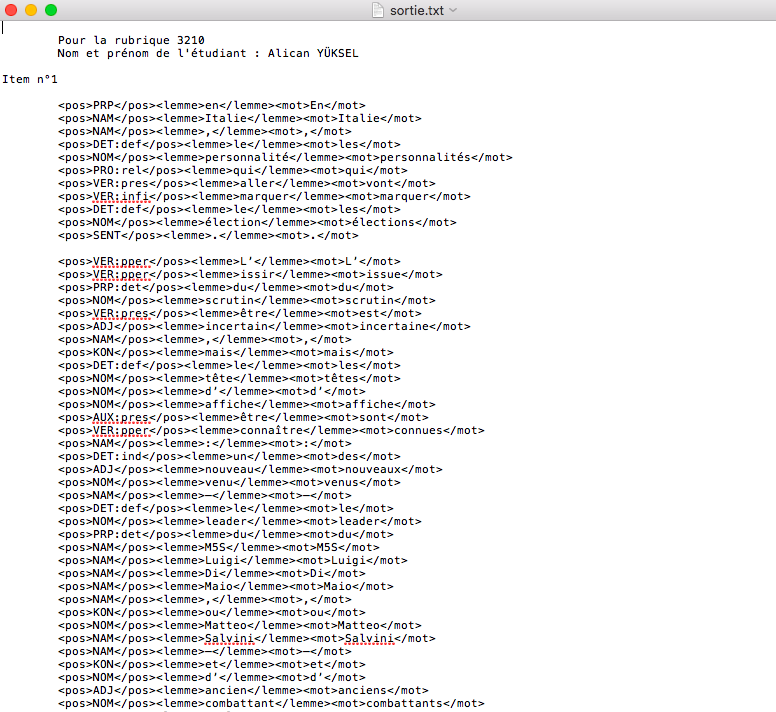 sortie.txt
Pour la rubrique 3210
Nom et prénom de l'étudiant : Alican YÜKSEL
Item n°1
<pos>PRP</pos><lemme>en</lemme><mot>En</mot>
<pos>NAM</pos><lemme>Italie</lemme><mot>Italie</mot>
<pos>NAM</pos><lemme>,</lemme><mot>,</mot>
<pos>DET:def</pos><lemme>le</lemme><mot>les</mot>
<pos>NOM</pos><lemme>personnalité</lemme><mot>personnalités</mot>
<pos>PRO:rel</pos><lemme>qui</lemme><mot>qui</mot>
<pos>VER:pres</pos><lemme>aller</lemme><mot>vont</mot>
<pos>VER:infi</pos><lemme>marquer</lemme><mot>marquer</mot>
<pos>DET:def</pos><lemme>le</lemme><mot>les</mot>
<pos>NOM</pos><lemme>élection</lemme><mot>élections</mot>
<pos>SENT</pos><lemme>.</lemme><mot>.</mot>
<pos>VER:pper</pos><lemme>L’</lemme><mot>L’</mot>
<pos>VER:pper</pos><lemme>issir</lemme><mot>issue</mot>
<pos>PRP:det</pos><lemme>du</lemme><mot>du</mot>
<pos>NOM</pos><lemme>scrutin</lemme><mot>scrutin</mot>
<pos>VER:pres</pos><lemme>être</lemme><mot>est</mot>
<pos>ADJ</pos><lemme>incertain</lemme><mot>incertaine</mot>
<pos>NAM</pos><lemme>,</lemme><mot>,</mot>
<pos>KON</pos><lemme>mais</lemme><mot>mais</mot>
<pos>DET:def</pos><lemme>le</lemme><mot>les</mot>
<pos>NOM</pos><lemme>tête</lemme><mot>têtes</mot>
<pos>NOM</pos><lemme>d’</lemme><mot>d’</mot>
<pos>NOM</pos><lemme>affiche</lemme><mot>affiche</mot>
<pos>AUX:pres</pos><lemme>être</lemme><mot>sont</mot>
<pos>VER:pper</pos><lemme>connaître</lemme><mot>connues</mot>
<pos>NAM</pos><lemme>:</lemme><mot>:</mot>
<pos>DET:ind</pos><lemme>un</lemme><mot>des</mot>
<pos>ADJ</pos><lemme>nouveau</lemme><mot>nouveaux</mot>
<pos>NOM</pos><lemme>venu</lemme><mot>venus</mot>
<pos>NAM</pos><lemme>–</lemme><mot>–</mot>
<pos>DET:def</pos><lemme>le</lemme><mot>le</mot>
<pos>NOM</pos><lemme>leader</lemme><mot>leader</mot>
<pos>PRP:det</pos><lemme>du</lemme><mot>du</mot>
<pos>NAM</pos><lemme>M5S</lemme><mot>M5S</mot>
<pos>NAM</pos><lemme>Luigi</lemme><mot>Luigi</mot>
<pos>NAM</pos><lemme>Di</lemme><mot>Di</mot>
<pos>NAM</pos><lemme>Maio</lemme><mot>Maio</mot>
<pos>NAM</pos><lemme>,</lemme><mot>,</mot>
<pos>KON</pos><lemme>ou</lemme><mot>ou</mot>
<pos>NOM</pos><lemme>Matteo</lemme><mot>Matteo</mot>
<pos>NAM</pos><lemme>Salvini</lemme><mot>Salvini</mot>
<pos>NAM</pos><lemme>–</lemme><mot>–</mot>
<pos>KON</pos><lemme>et</lemme><mot>et</mot>
<pos>NOM</pos><lemme>d’</lemme><mot>d’</mot>
<pos>ADJ</pos><lemme>ancien</lemme><mot>anciens</mot>
<pos>NOM</pos><lemme>combattant</lemme><mot>combattants</mot>